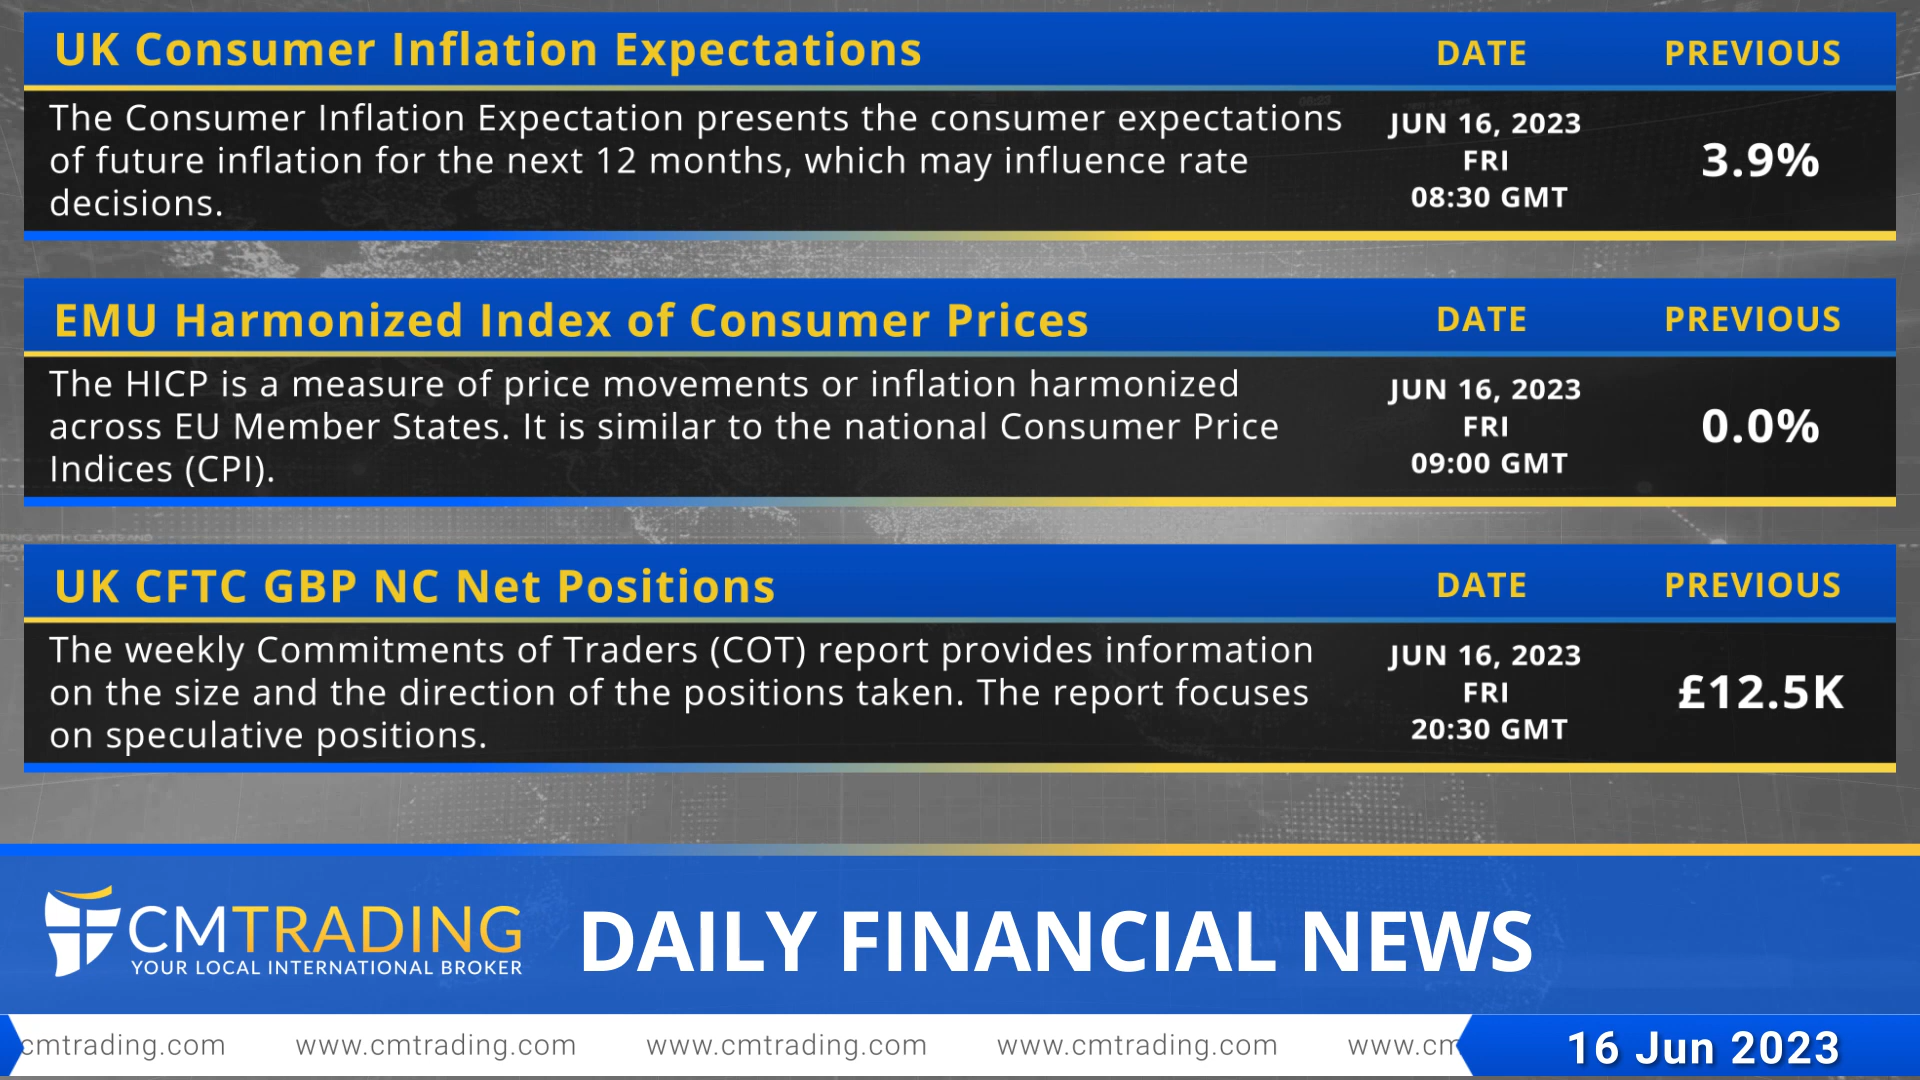 UK Consumer Inflation Expectations
DATE
PREVIOUS
The Consumer Inflation Expectation presents the consumer expectations
of future inflation for the next 12 months, which may influence rate
decisions.
JUN 16, 2023
FRI
08:30 GMT
3.9%
EMU Harmonized Index of Consumer Prices
DATE
PREVIOUS
The HICP is a measure of price movements or inflation harmonized
across EU Member States. It is similar to the national Consumer Price
Indices (CPI).
JUN 16, 2023
FRI
09:00 GMT
0.0%
UK CFTC GBP NC Net Positions
DATE
PREVIOUS
The weekly Commitments of Traders (COT) report provides information
on the size and the direction of the positions taken. The report focuses
on speculative positions.
JUN 16, 2023
FRI
20:30 GMT
£12.5K
CMTRADING
YOUR LOCAL INTERNATIONAL BROKER
DAILY FINANCIAL NEWS
cmtrading.com www.cmtrading.com www.cmtrading.com www.cmtrading.com www.cm
16 Jun 2023